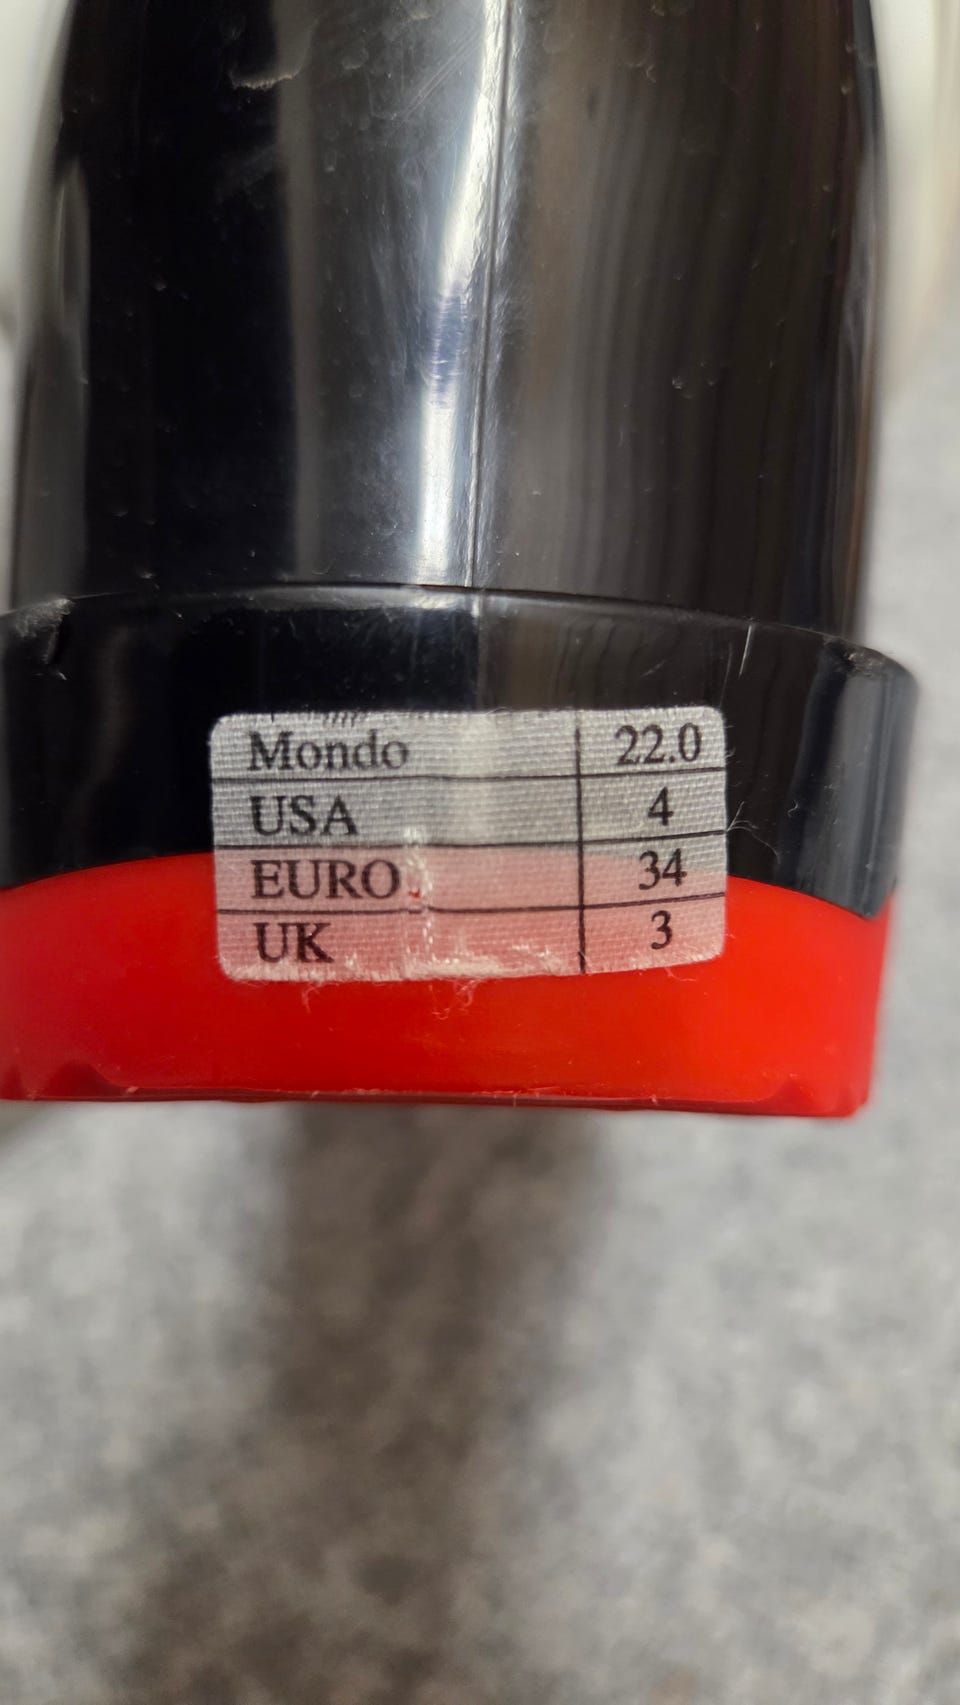 Mondo 22.0
USA 4
EURO 34
UK 3